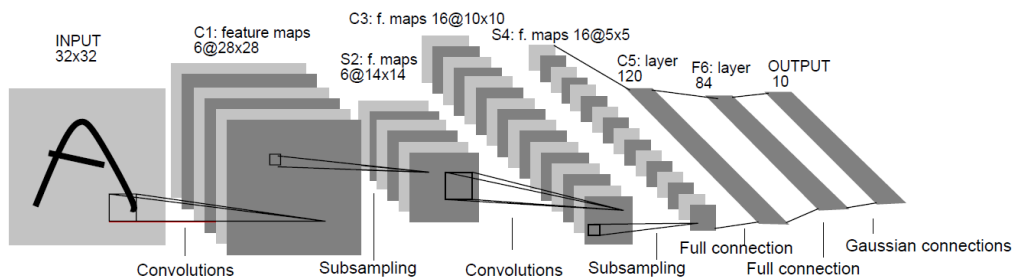 INPUT
32x32
C1: feature maps
6@28x28
S2: f. maps
6@14x14
C3: f. maps 16@10x10
S4: f. maps 16@5x5
C5: layer
120
F6: layer
84
OUTPUT
10
Convolutions
Subsampling
Convolutions
Subsampling
Full connection
Full connection
Gaussian connections